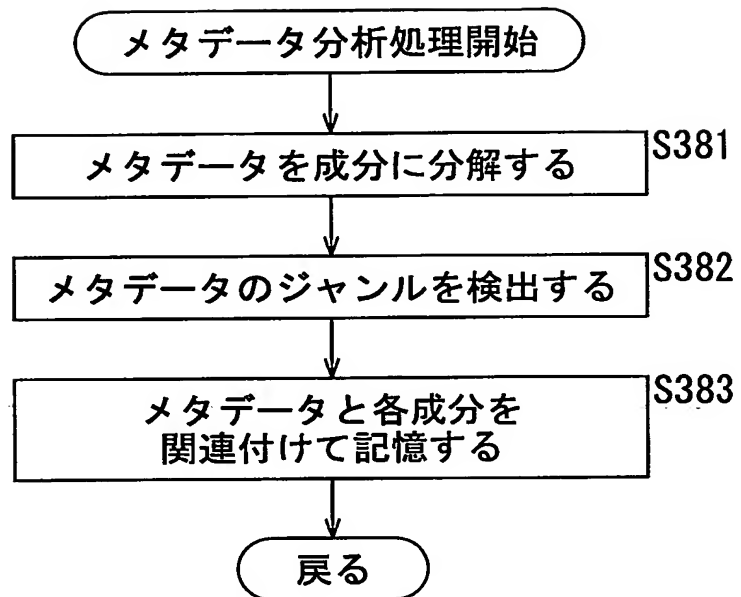 メタデータ分析処理開始
メタデータを成分に分解する
S381
メタデータのジャンルを検出する
S382
メタデータと各成分を
関連付けて記憶する
S383
戻る